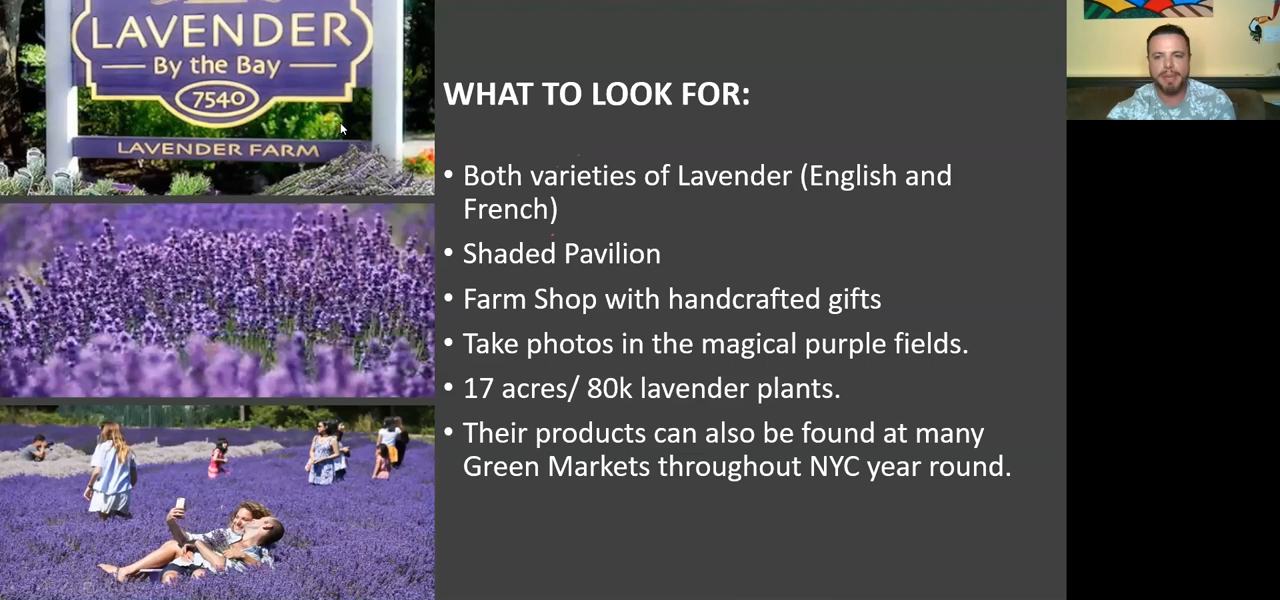 LAVENDER
By the Bay
7540
LAVENDER FARM
WHAT TO LOOK FOR:
• Both varieties of Lavender (English and
French)
• Shaded Pavilion
• Farm Shop with handcrafted gifts
• Take photos in the magical purple fields.
• 17 acres/ 80k lavender plants.
• Their products can also be found at many
Green Markets throughout NYC year round.